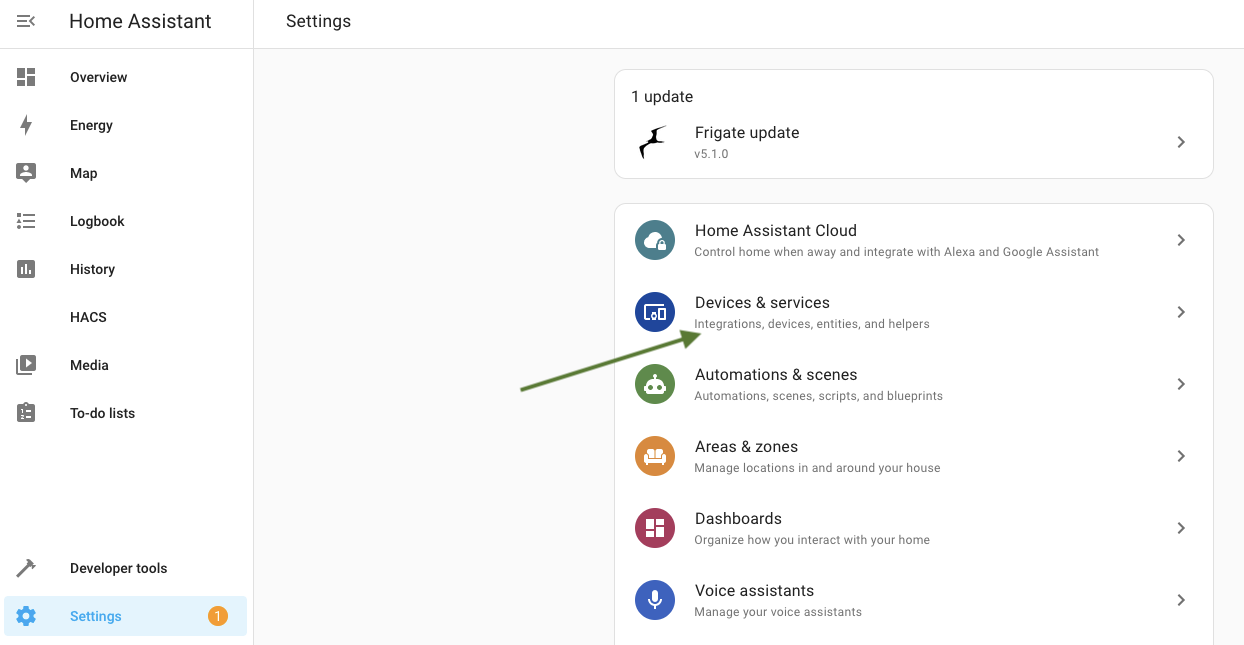 Home Assistant
Settings
Overview
Energy
Map
Logbook
History
HACS
Media
To-do lists
Developer tools
Settings
1
1 update
Frigate update
v5.1.0
Home Assistant Cloud
Control home when away and integrate with Alexa and Google Assistant
Devices & services
Integrations, devices, entities, and helpers
Automations & scenes
Automations, scenes, scripts, and blueprints
Areas & zones
Manage locations in and around your house
Dashboards
Organize how you interact with your home
Voice assistants
Manage your voice assistants